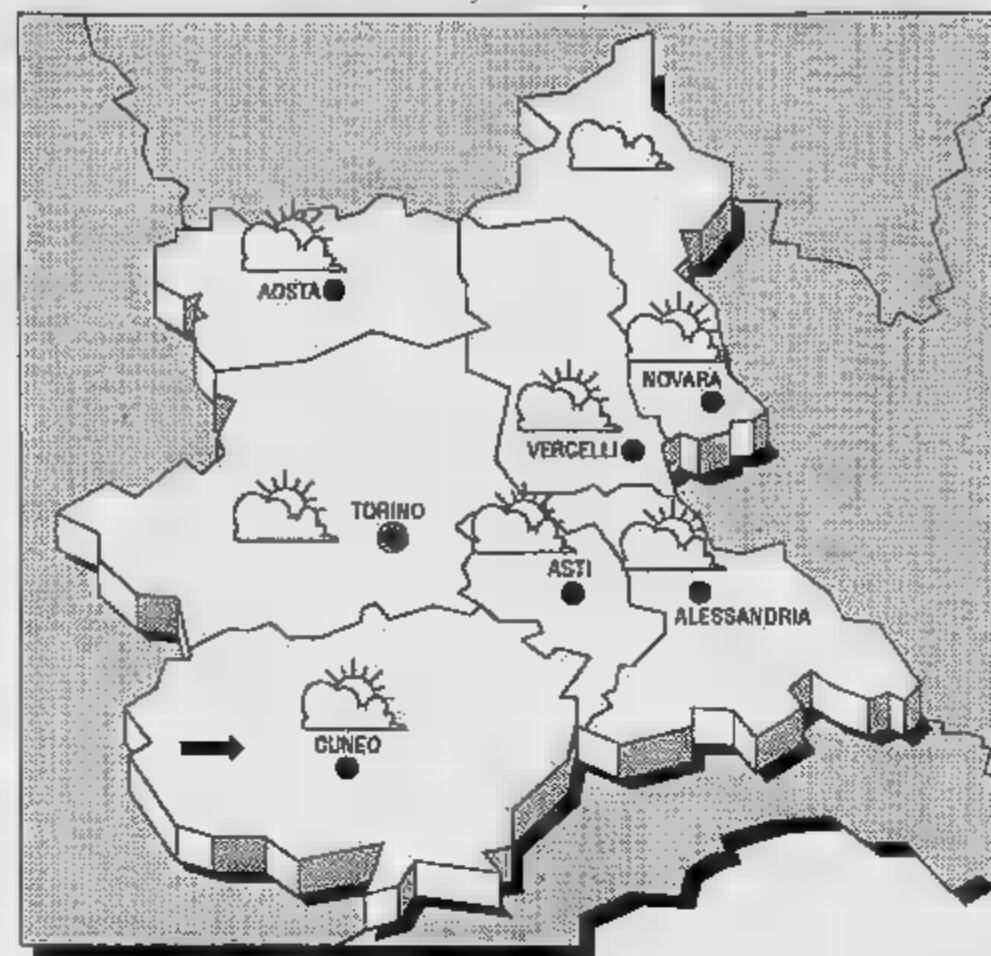 AOSTA
NOVARA
VERCELLI
TORINO
ASTI
ALESSANDRIA
CUNEO